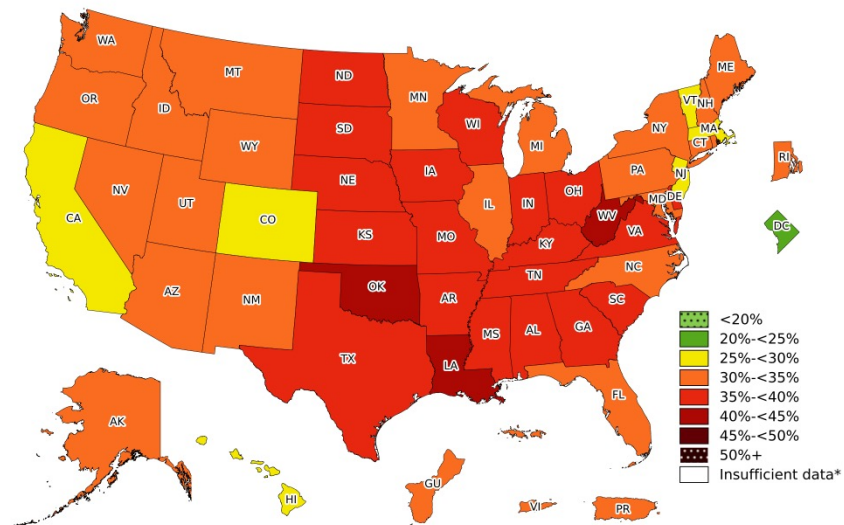 WA
MT
ND
MN
ME
OR
ID
SD
WI
VT
NH
WY
MI
NY
MA
CT
RI
NV
UT
NE
IA
IL
IN
OH
PA
NJ
CA
CO
KS
MO
KY
WV
VA
MD
DE
DC
AZ
NM
OK
AR
TN
NC
SC
TX
LA
MS
AL
GA
FL
AK
HI
GU
VI
PR
<20%
20%-<25%
25%-<30%
30%-<35%
35%-<40%
40%-<45%
45%-<50%
50%+
Insufficient data*